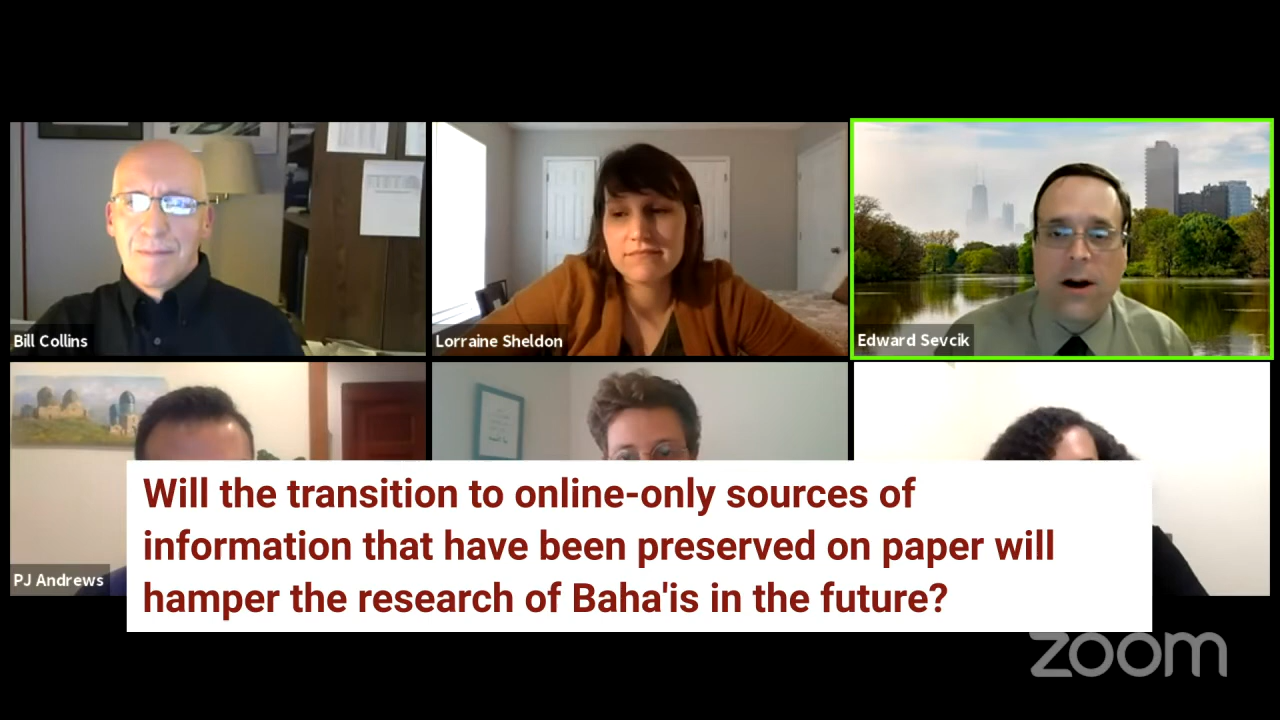 Bill Collins
Lorraine Sheldon
Edward Sevcik
PJ Andrews
Will the transition to online-only sources of
information that have been preserved on paper will
hamper the research of Baha'is in the future?
zoom